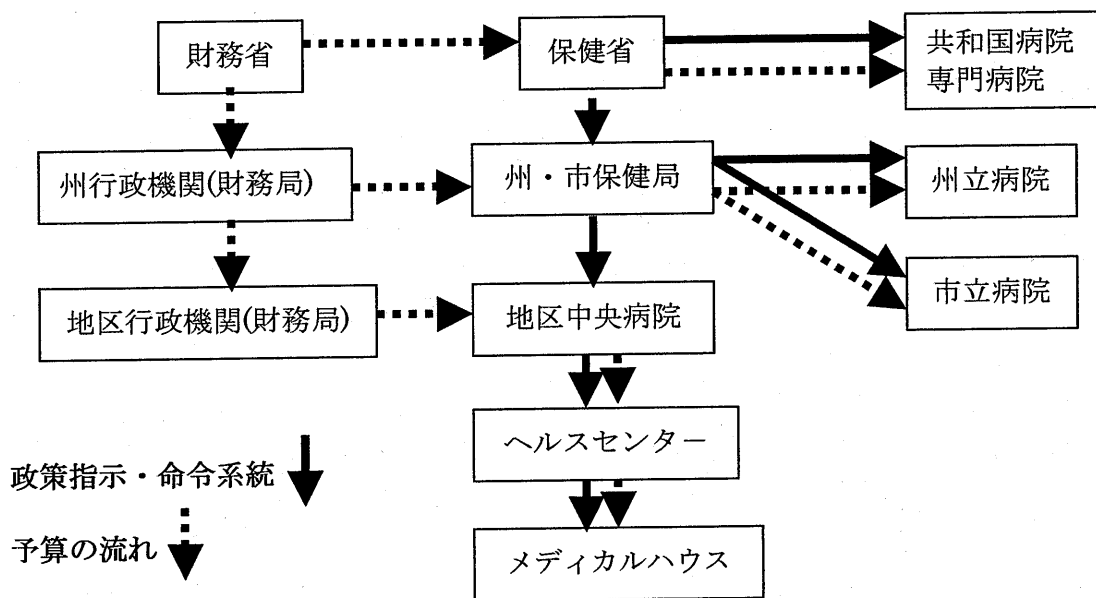 財務省
保健省
共和国病院
専門病院
州行政機関(財務局)
州・市保健局
州立病院
地区行政機関(財務局)
地区中央病院
市立病院
ヘルスセンター
政策指示・命令系統
予算の流れ
メディカルハウス